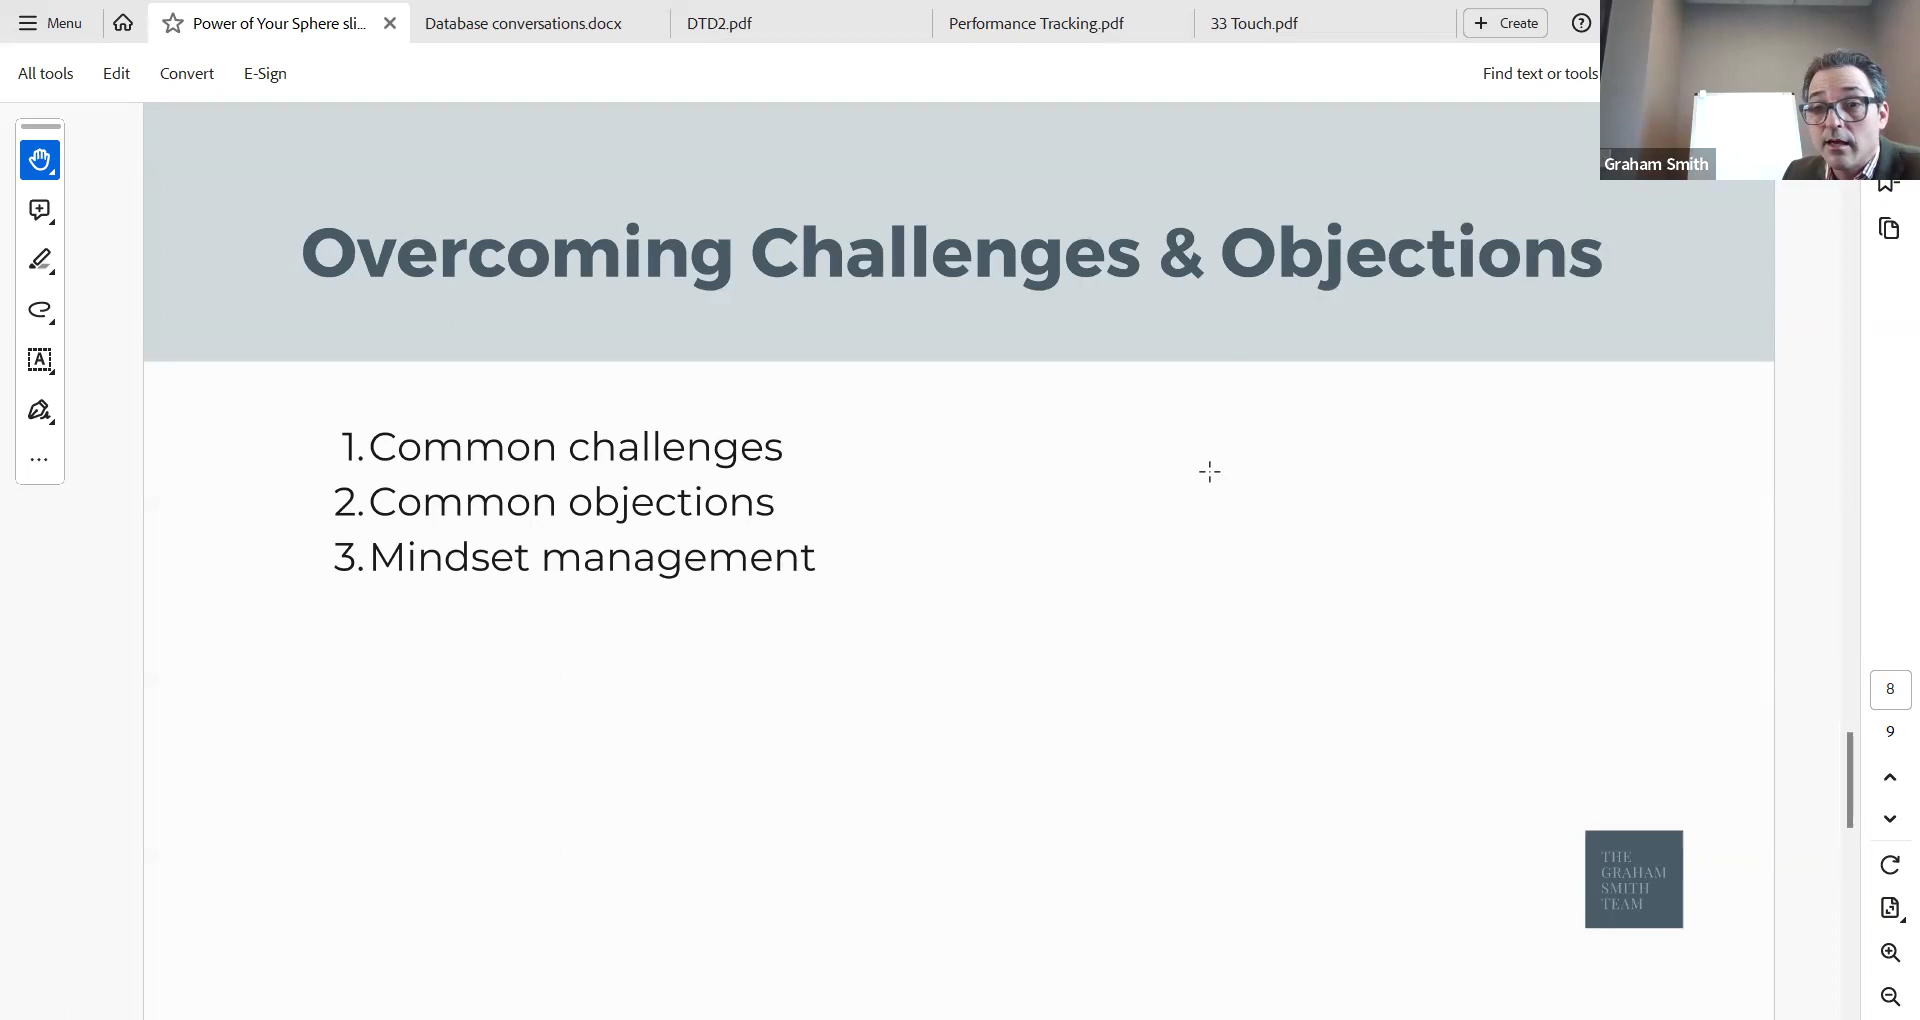 Menu
Power of Your Sphere sli...
Database conversations.docx
DTD2.pdf
Performance Tracking.pdf
33 Touch.pdf
Create
All tools
Edit
Convert
E-Sign
Find text or tools
Graham Smith
Overcoming Challenges & Objections
1. Common challenges
2. Common objections
3. Mindset management
8
9
THE
GRAHAM
SMITH
TEAM